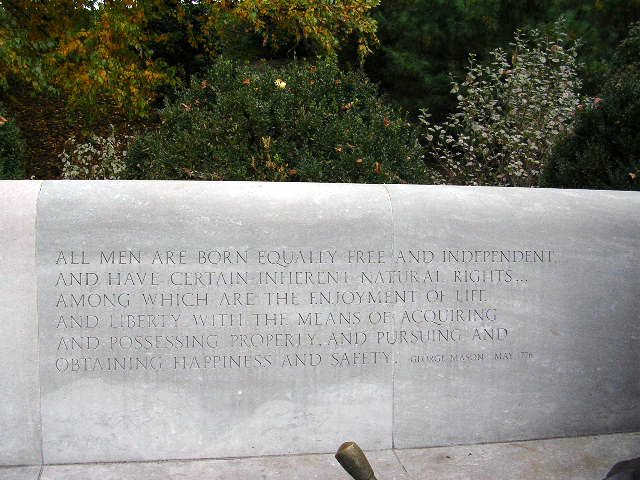 ALL MEN ARE BORN EQUALLY FREE AND INDEPENDENT
AND HAVE CERTAIN INHERENT NATURAL RIGHTS...
AMONG WHICH ARE THE ENJOYMENT OF LIFE
AND LIBERTY WITH THE MEANS OF ACQUIRING
AND POSSESSING PROPERTY, AND PURSUING AND
OBTAINING HAPPINESS AND SAFETY. GEORGE MASON MAY 1776